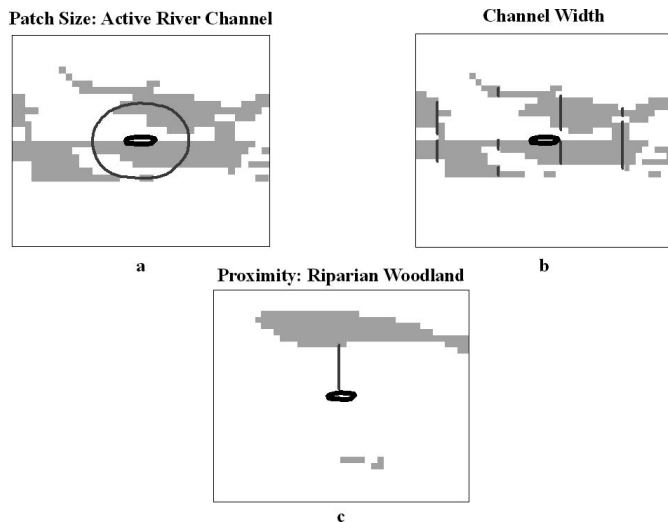 Patch Size: Active River Channel
Channel Width
a
b
Proximity: Riparian Woodland
c